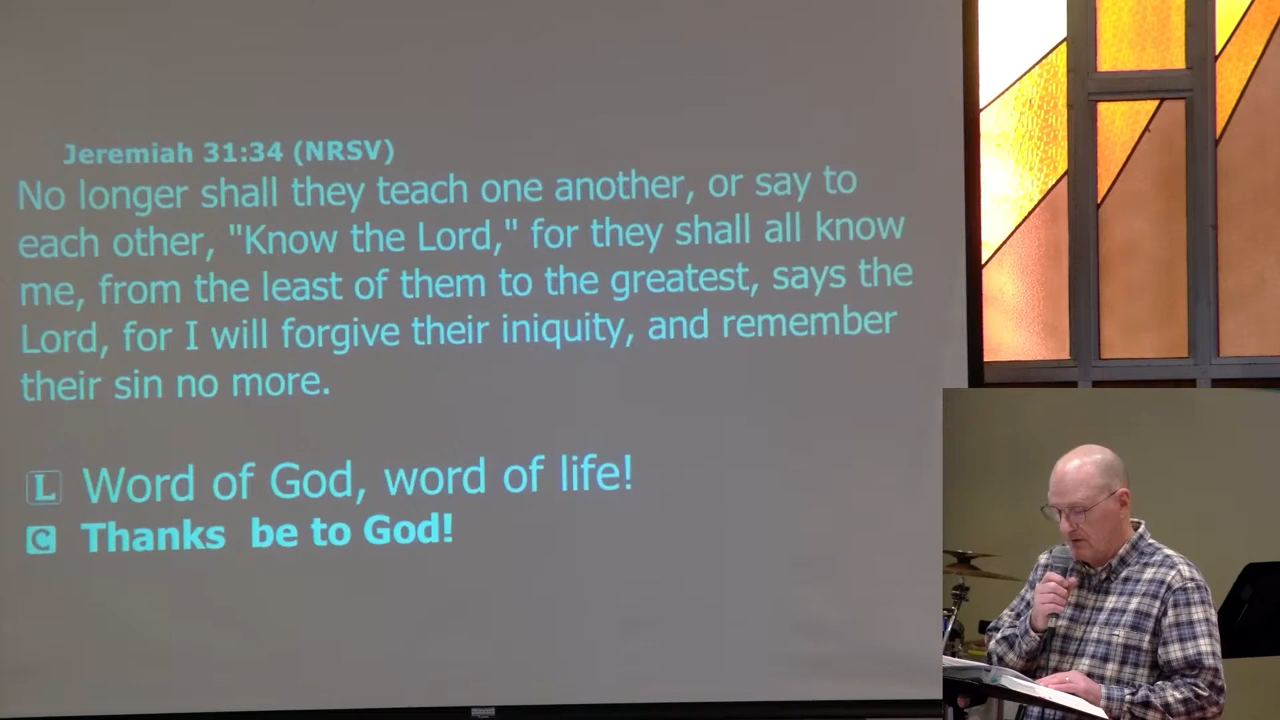 Jeremiah 31:34 (NRSV)
No longer shall they teach one another, or say to
each other, "Know the Lord," for they shall all know
me, from the least of them to the greatest, says the
Lord, for I will forgive their iniquity, and remember
their sin no more.
L Word of God, word of life!
C Thanks be to God!